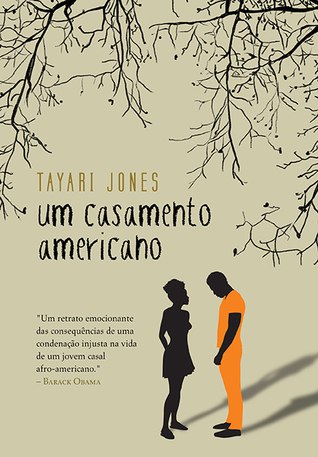 TAYARI JONES
um casamento
americano
"Um retrato emocionante
das consequências de uma
condenação injusta na vida
de um jovem casal
afro-americano."
– Barack Obama